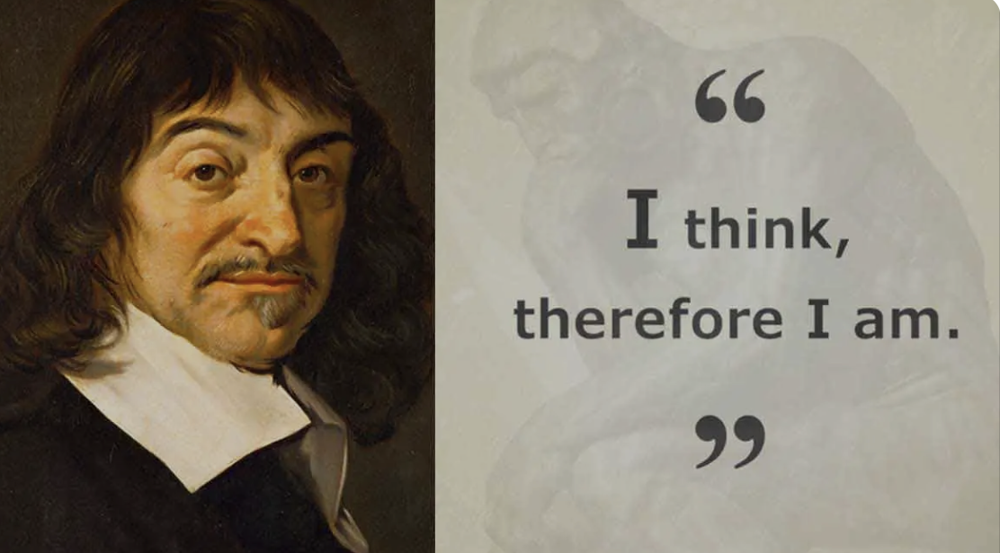 “
I think,
therefore I am.
”